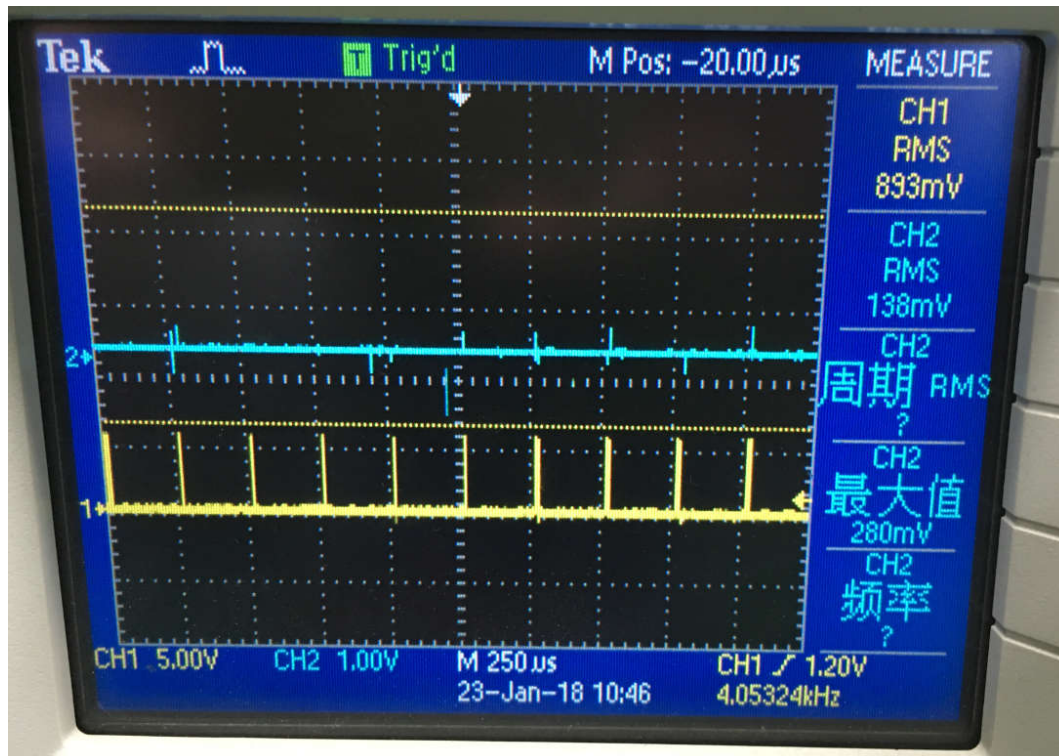 Tek T Trig'd M Pos: -20.00µs MEASURE
CH1
RMS
893mV
CH2
RMS
138mV
CH2
周期 RMS
?
CH2
最大值
280mV
CH2
频率
?
2
1
CH1 5.00V CH2 1.00V M 250µs CH1 1.20V
23-Jan-18 10:46 4.05324kHz